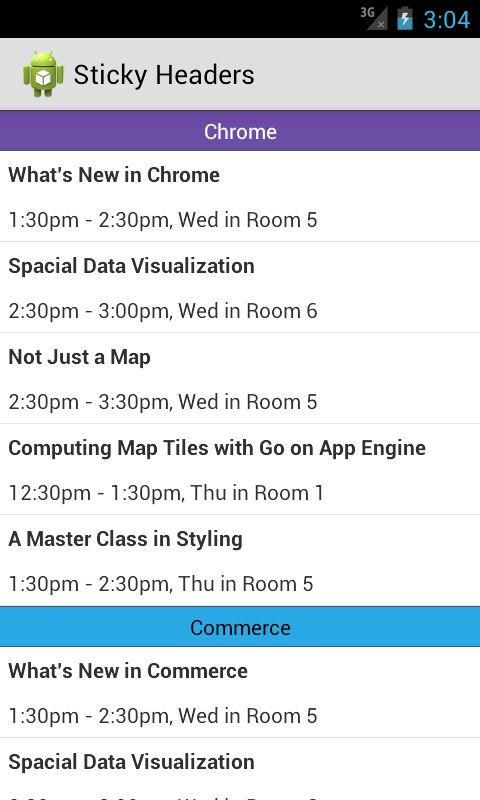 3G
3:04
Sticky Headers
Chrome
What's New in Chrome
1:30pm - 2:30pm, Wed in Room 5
Spacial Data Visualization
2:30pm - 3:00pm, Wed in Room 6
Not Just a Map
2:30pm - 3:30pm, Wed in Room 5
Computing Map Tiles with Go on App Engine
12:30pm - 1:30pm, Thu in Room 1
A Master Class in Styling
1:30pm - 2:30pm, Thu in Room 5
Commerce
What's New in Commerce
1:30pm - 2:30pm, Wed in Room 5
Spacial Data Visualization